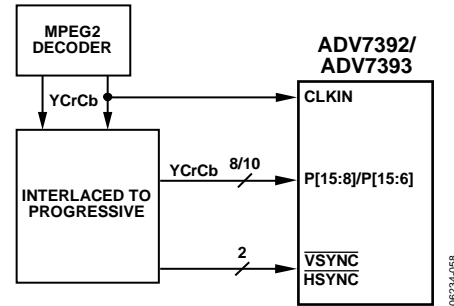 MPEG2
DECODER
ADV7392/
ADV7393
YCrCb
CLKIN
INTERLACED TO
PROGRESSIVE
YCrCb
8/10
P[15:8]/P[15:6]
2
VSYNC
HSYNC
06234-058